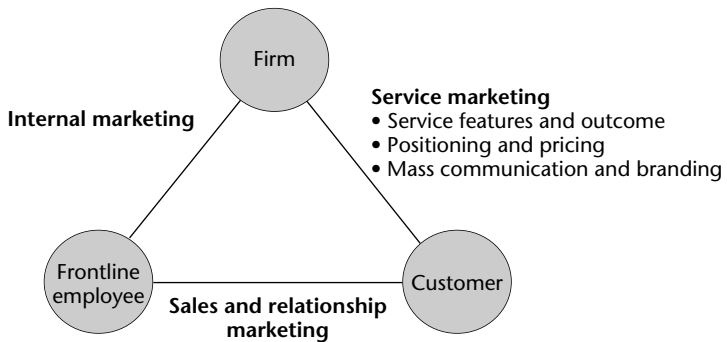 Firm
Internal marketing
Service marketing
• Service features and outcome
• Positioning and pricing
• Mass communication and branding
Frontline
employee
Customer
Sales and relationship
marketing